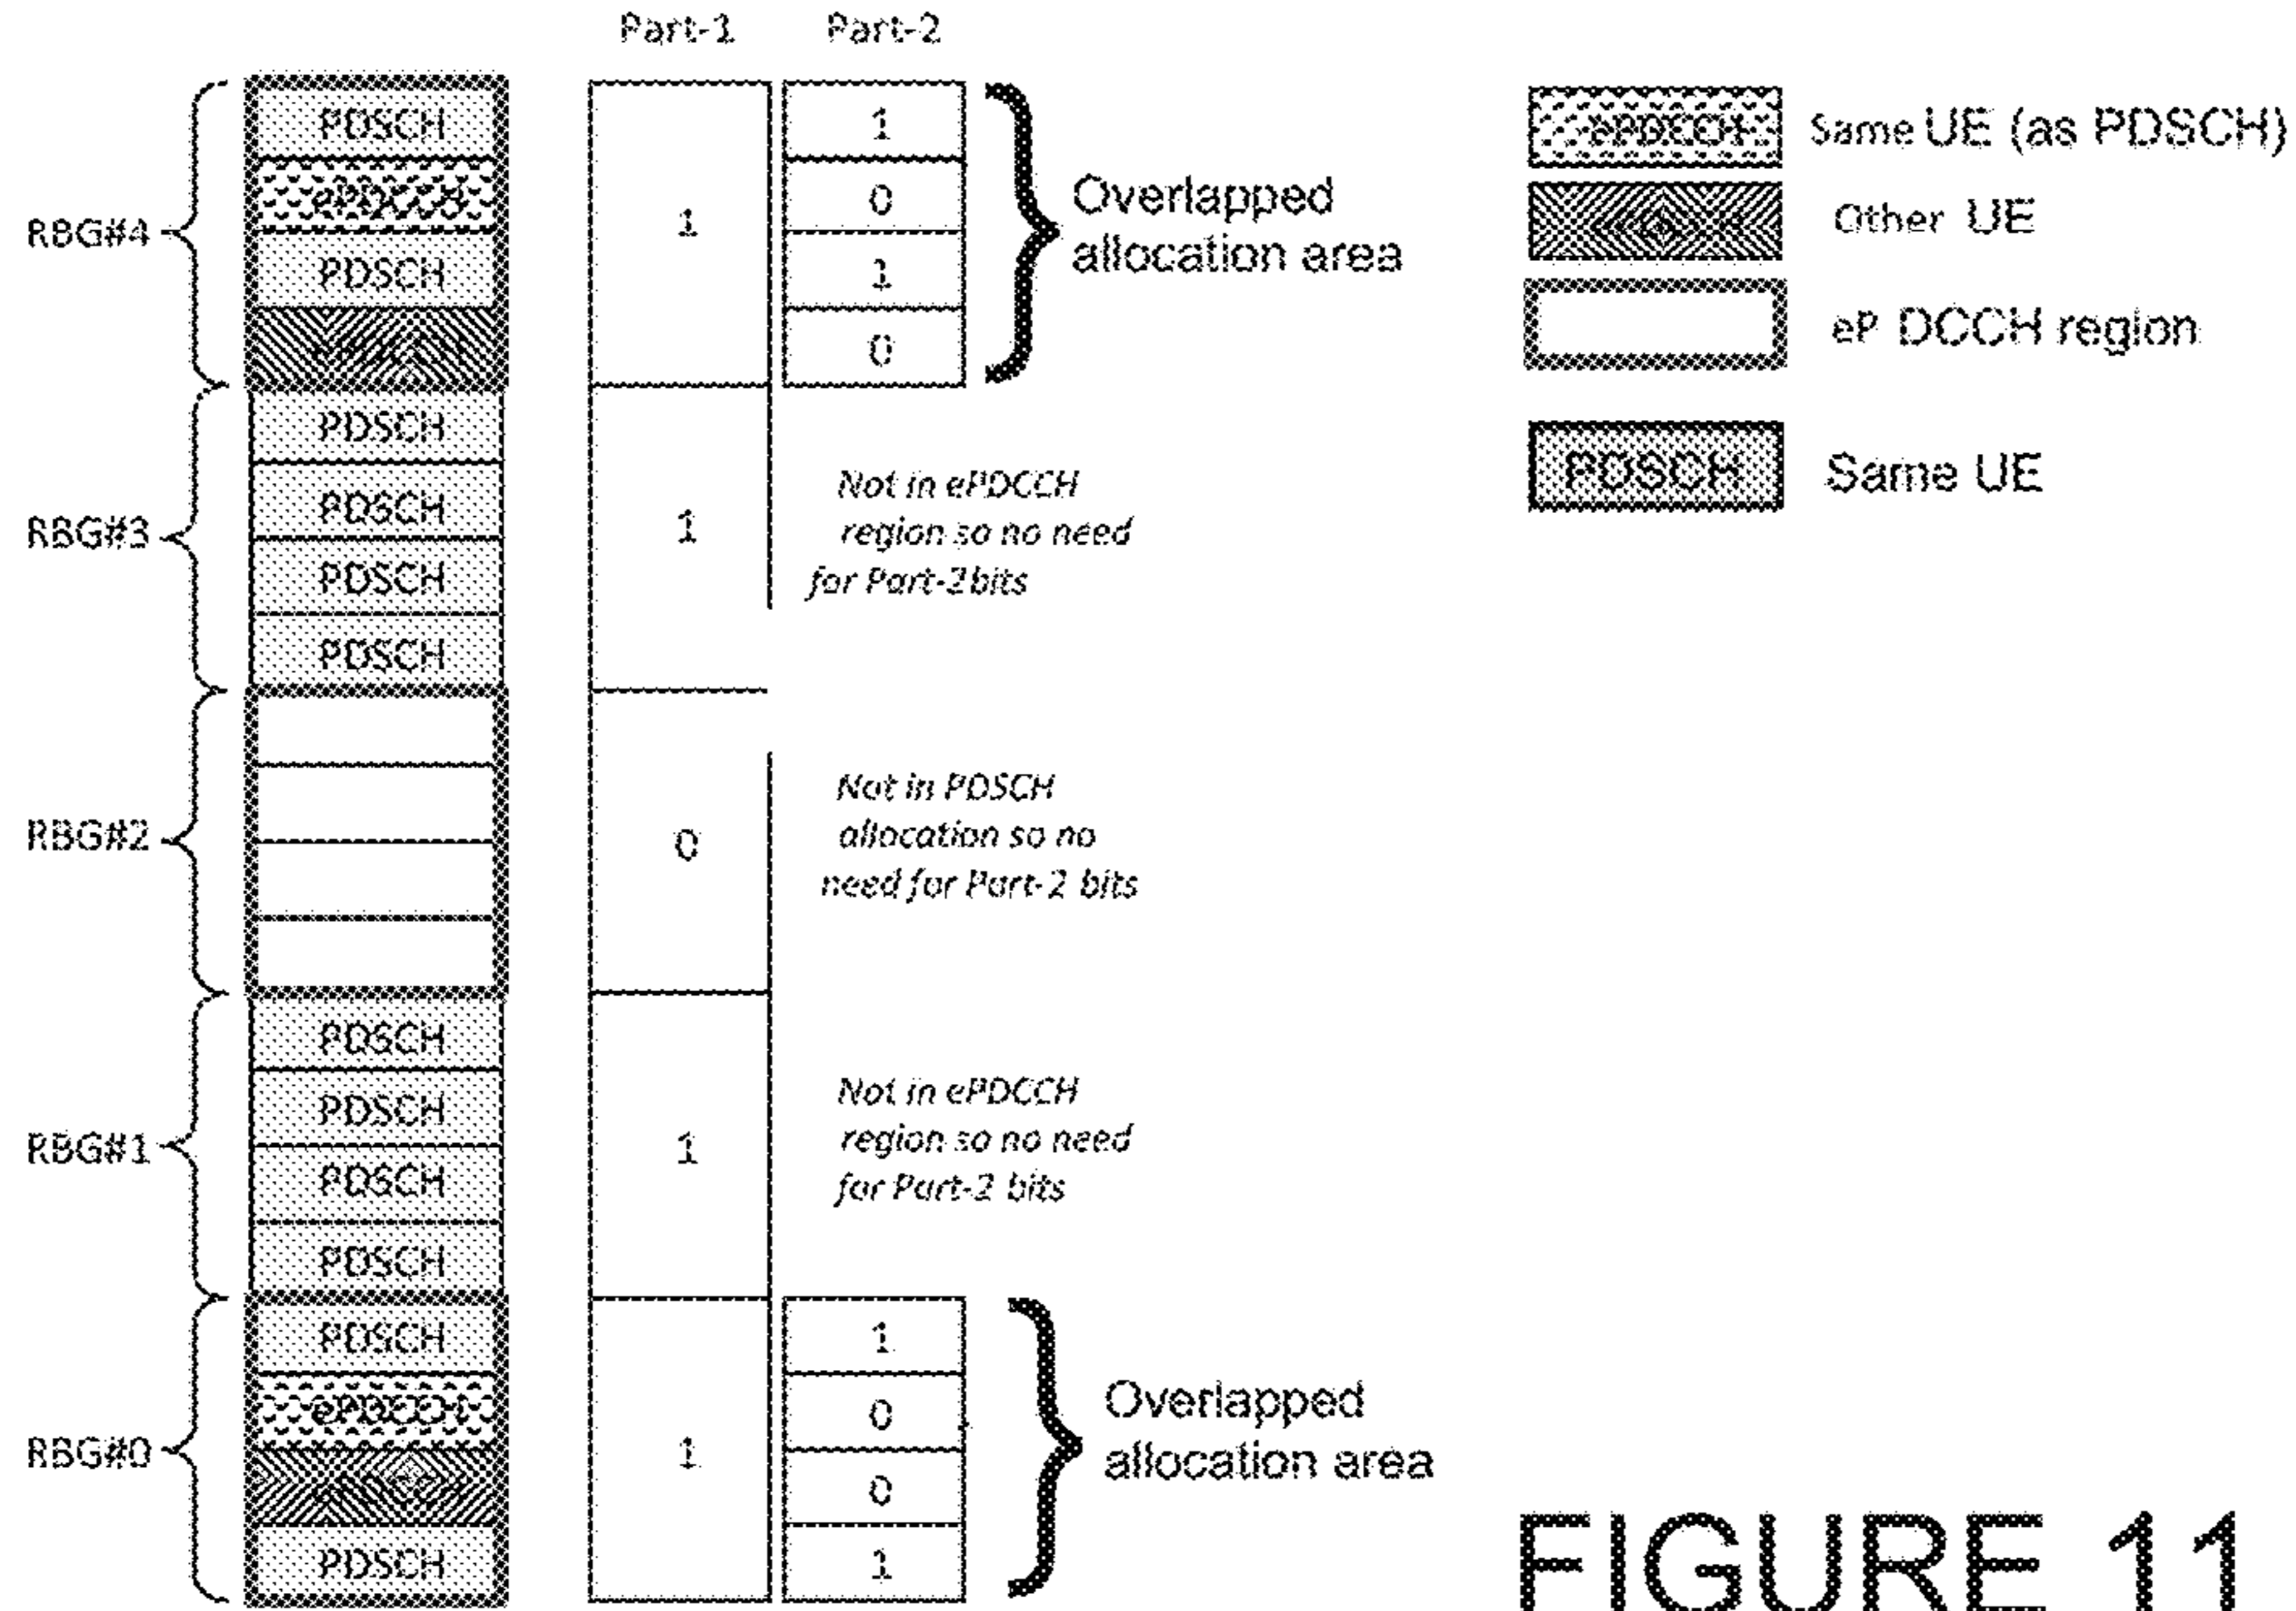 Part-1 Part-2
RBG#4
PDSCH
ePDCCH
PDSCH
1
1
0
1
0
Overlapped
allocation area
RBG#3
PDSCH
PDSCH
PDSCH
PDSCH
1
Not in ePDCCH
region so no need
for Part-2bits
RBG#2
0
Not in PDSCH
allocation so no
need for Part-2 bits
RBG#1
PDSCH
PDSCH
PDSCH
PDSCH
1
Not in ePDCCH
region so no need
for Part-2 bits
RBG#0
PDSCH
ePDCCH
PDSCH
1
1
0
0
1
Overlapped
allocation area
ePDCCH Same UE (as PDSCH)
Other UE
eP DCCH region
PDSCH Same UE
FIGURE 11